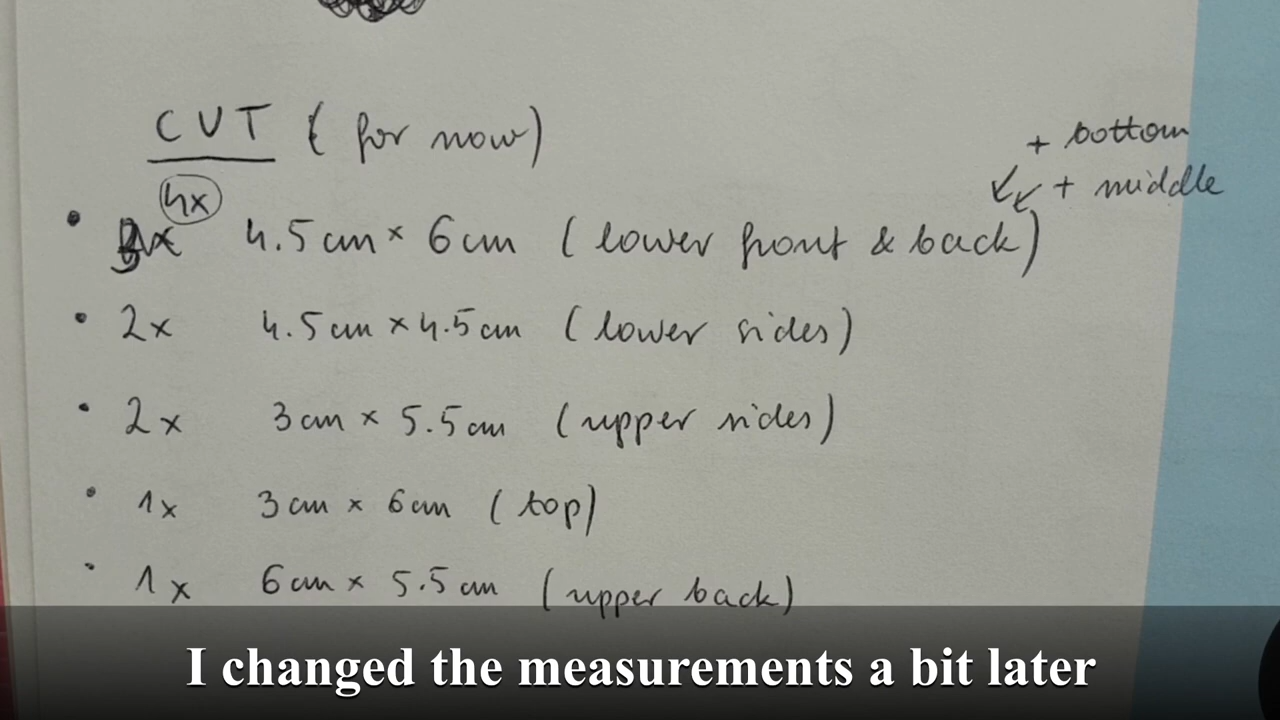 CUT (for now)
+ bottom
+ middle
4x
4.5cm × 6cm (lower front & back)
• 2x 4.5cm × 4.5cm (lower sides)
• 2x 3cm × 5.5cm (upper sides)
• 1x 3cm × 6cm (top)
• 1x 6cm × 5.5cm (upper back)
I changed the measurements a bit later